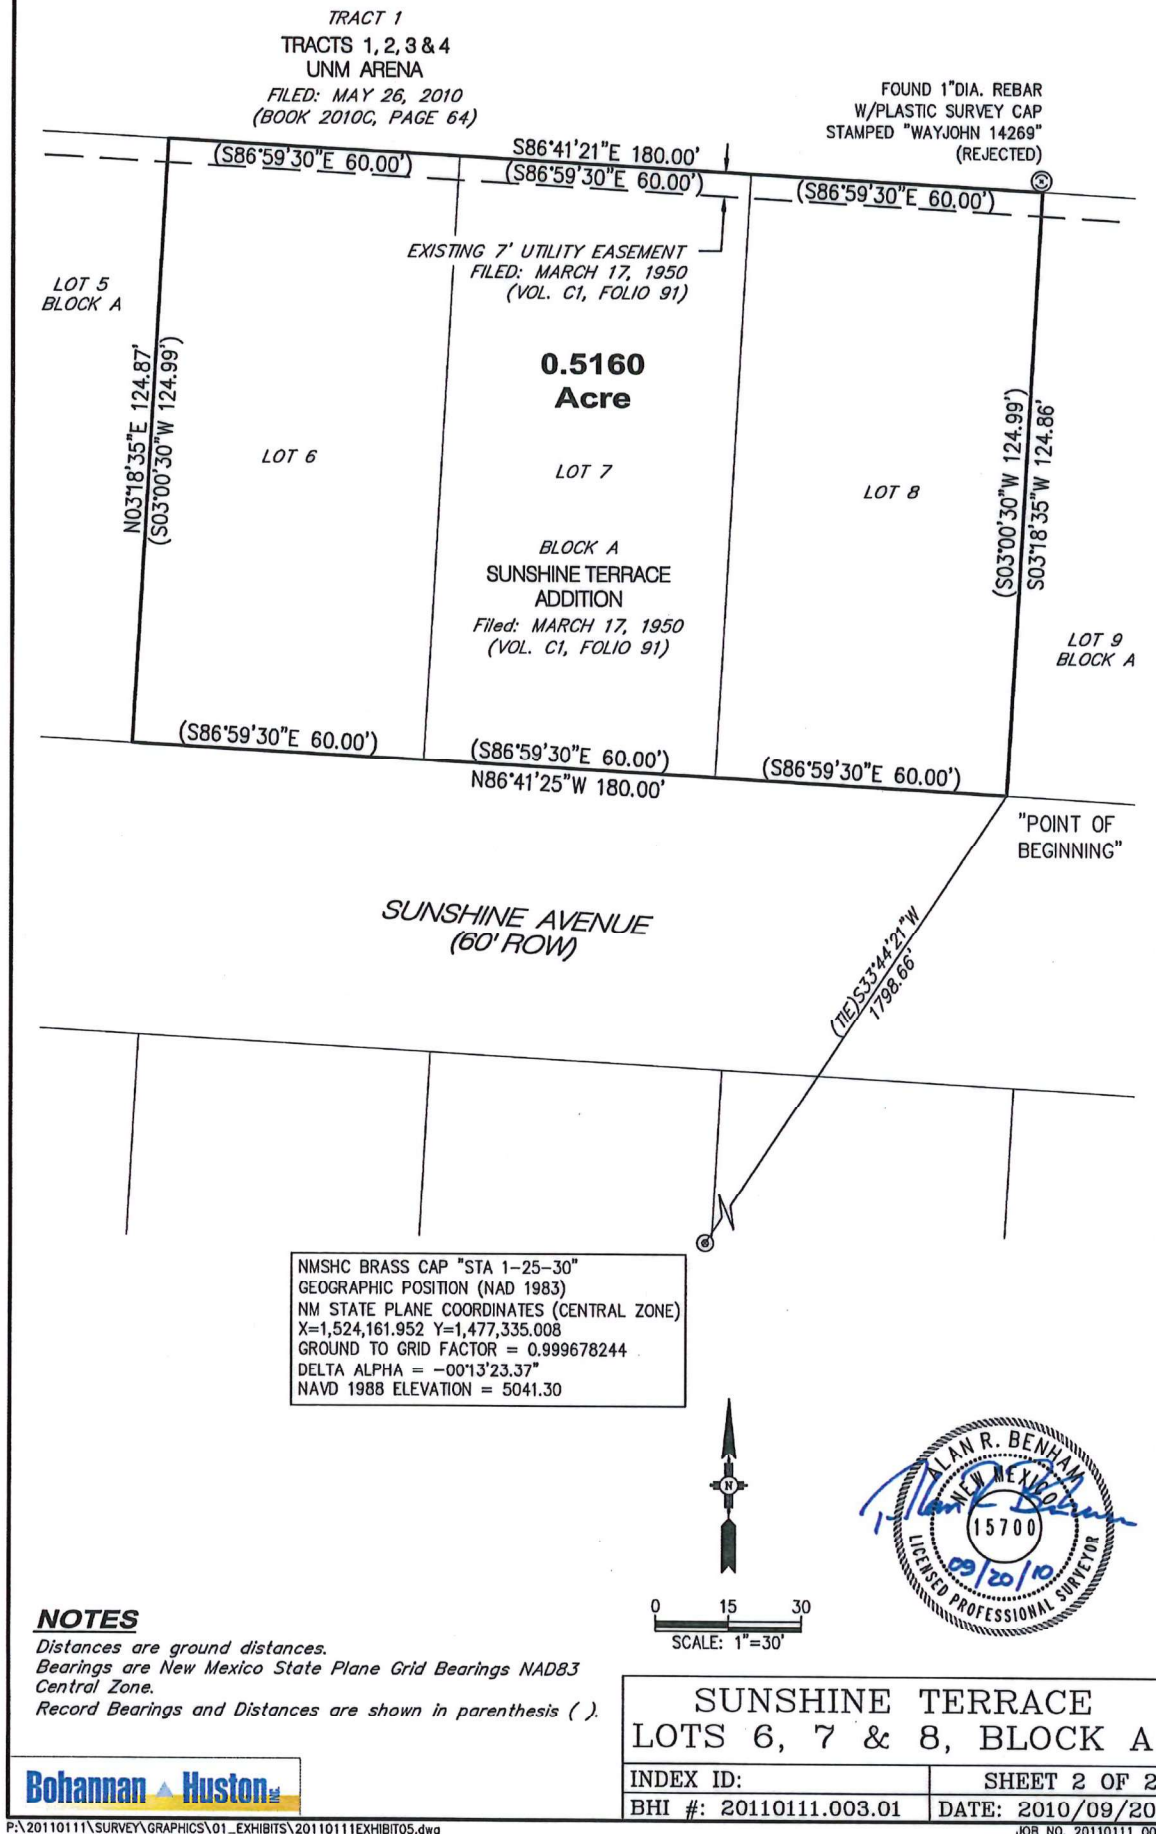 TRACT 1
TRACTS 1, 2, 3 & 4
UNM ARENA
FILED: MAY 26, 2010
(BOOK 2010C, PAGE 64)
FOUND 1"DIA. REBAR
W/PLASTIC SURVEY CAP
STAMPED "WAYJOHN 14269"
(REJECTED)
S86°41'21"E 180.00'
(S86°59'30"E 60.00')
(S86°59'30"E 60.00')
(S86°59'30"E 60.00')
EXISTING 7' UTILITY EASEMENT
FILED: MARCH 17, 1950
(VOL. C1, FOLIO 91)
LOT 5
BLOCK A
N03°18'35"E 124.87'
(S03°00'30"W 124.99')
0.5160
Acre
LOT 6
LOT 7
LOT 8
(S03°00'30"W 124.99')
S03°18'35"W 124.86'
BLOCK A
SUNSHINE TERRACE
ADDITION
Filed: MARCH 17, 1950
(VOL. C1, FOLIO 91)
LOT 9
BLOCK A
(S86°59'30"E 60.00')
(S86°59'30"E 60.00')
(S86°59'30"E 60.00')
N86°41'25"W 180.00'
"POINT OF
BEGINNING"
SUNSHINE AVENUE
(60' ROW)
(TIE)S33°44'21"W
1798.66'
NMSHC BRASS CAP "STA 1-25-30"
GEOGRAPHIC POSITION (NAD 1983)
NM STATE PLANE COORDINATES (CENTRAL ZONE)
X=1,524,161.952 Y=1,477,335.008
GROUND TO GRID FACTOR = 0.999678244
DELTA ALPHA = -00°13'23.37"
NAVD 1988 ELEVATION = 5041.30
N
ALAN R. BENHAM
NEW MEXICO
15700
09/20/10
LICENSED PROFESSIONAL SURVEYOR
0 15 30
SCALE: 1"=30'
NOTES
Distances are ground distances.
Bearings are New Mexico State Plane Grid Bearings NAD83
Central Zone.
Record Bearings and Distances are shown in parenthesis ( ).
SUNSHINE TERRACE
LOTS 6, 7 & 8, BLOCK A
INDEX ID:
SHEET 2 OF 2
BHI #: 20110111.003.01
DATE: 2010/09/20
Bohannan Huston INC.
P:\20110111\SURVEY\GRAPHICS\01_EXHIBITS\20110111EXHIBIT05.dwg
JOB NO. 20110111.00